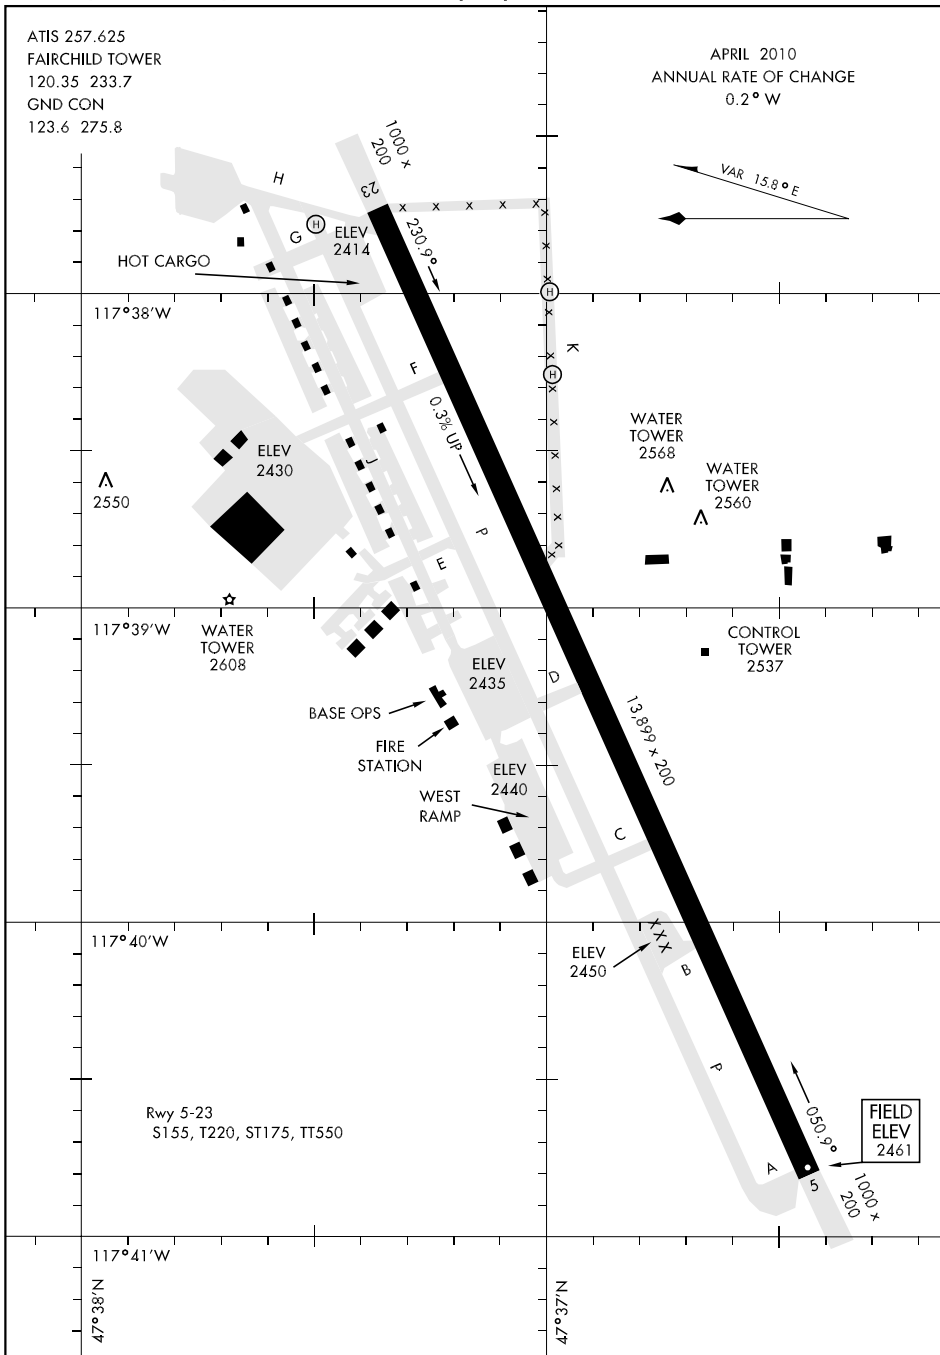 ATIS 257.625
FAIRCHILD TOWER
120.35 233.7
GND CON
123.6 275.8
APRIL 2010
ANNUAL RATE OF CHANGE
0.2° W
VAR 15.8° E
1000 x
200
23
H
G
H
ELEV
2414
230.9°
HOT CARGO
117°38'W
H
K
H
F
0.3% UP
WATER
TOWER
2568
WATER
TOWER
2560
ELEV
2430
J
2550
P
E
117°39'W
WATER
TOWER
2608
CONTROL
TOWER
2537
ELEV
2435
D
BASE OPS
13,899 x 200
FIRE
STATION
ELEV
2440
WEST
RAMP
C
117°40'W
X X X
ELEV
2450
B
P
Rwy 5-23
S155, T220, ST175, TT550
050.9°
FIELD
ELEV
2461
A
5
1000 x
200
117°41'W
47°38'N
47°37'N